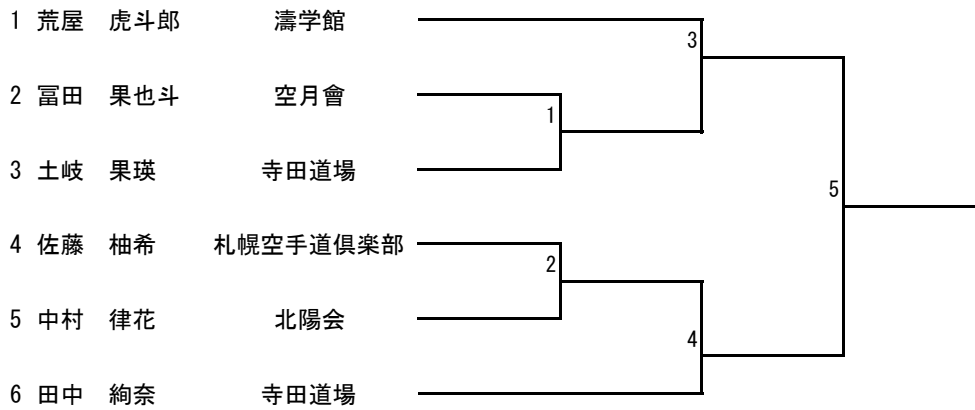 1 荒屋 虎斗郎 濤学館
3
2 冨田 果也斗 空月會
1
3 土岐 果瑛 寺田道場
5
4 佐藤 柚希 札幌空手道倶楽部
2
5 中村 律花 北陽会
4
6 田中 絢奈 寺田道場